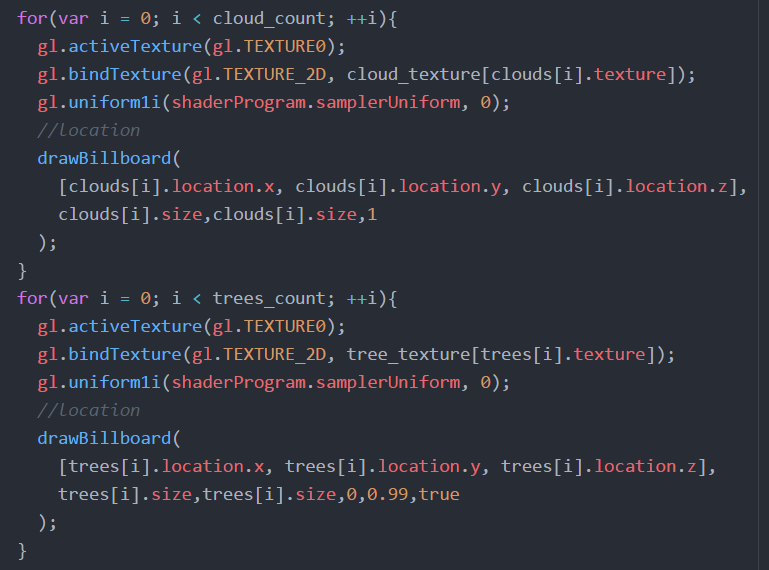 for(var i = 0; i < cloud_count; ++i){
gl.activeTexture(gl.TEXTURE0);
gl.bindTexture(gl.TEXTURE_2D, cloud_texture[clouds[i].texture]);
gl.uniform1i(shaderProgram.samplerUniform, 0);
//location
drawBillboard(
[clouds[i].location.x, clouds[i].location.y, clouds[i].location.z],
clouds[i].size,clouds[i].size,1
);
}
for(var i = 0; i < trees_count; ++i){
gl.activeTexture(gl.TEXTURE0);
gl.bindTexture(gl.TEXTURE_2D, tree_texture[trees[i].texture]);
gl.uniform1i(shaderProgram.samplerUniform, 0);
//location
drawBillboard(
[trees[i].location.x, trees[i].location.y, trees[i].location.z],
trees[i].size,trees[i].size,0,0.99,true
);
}